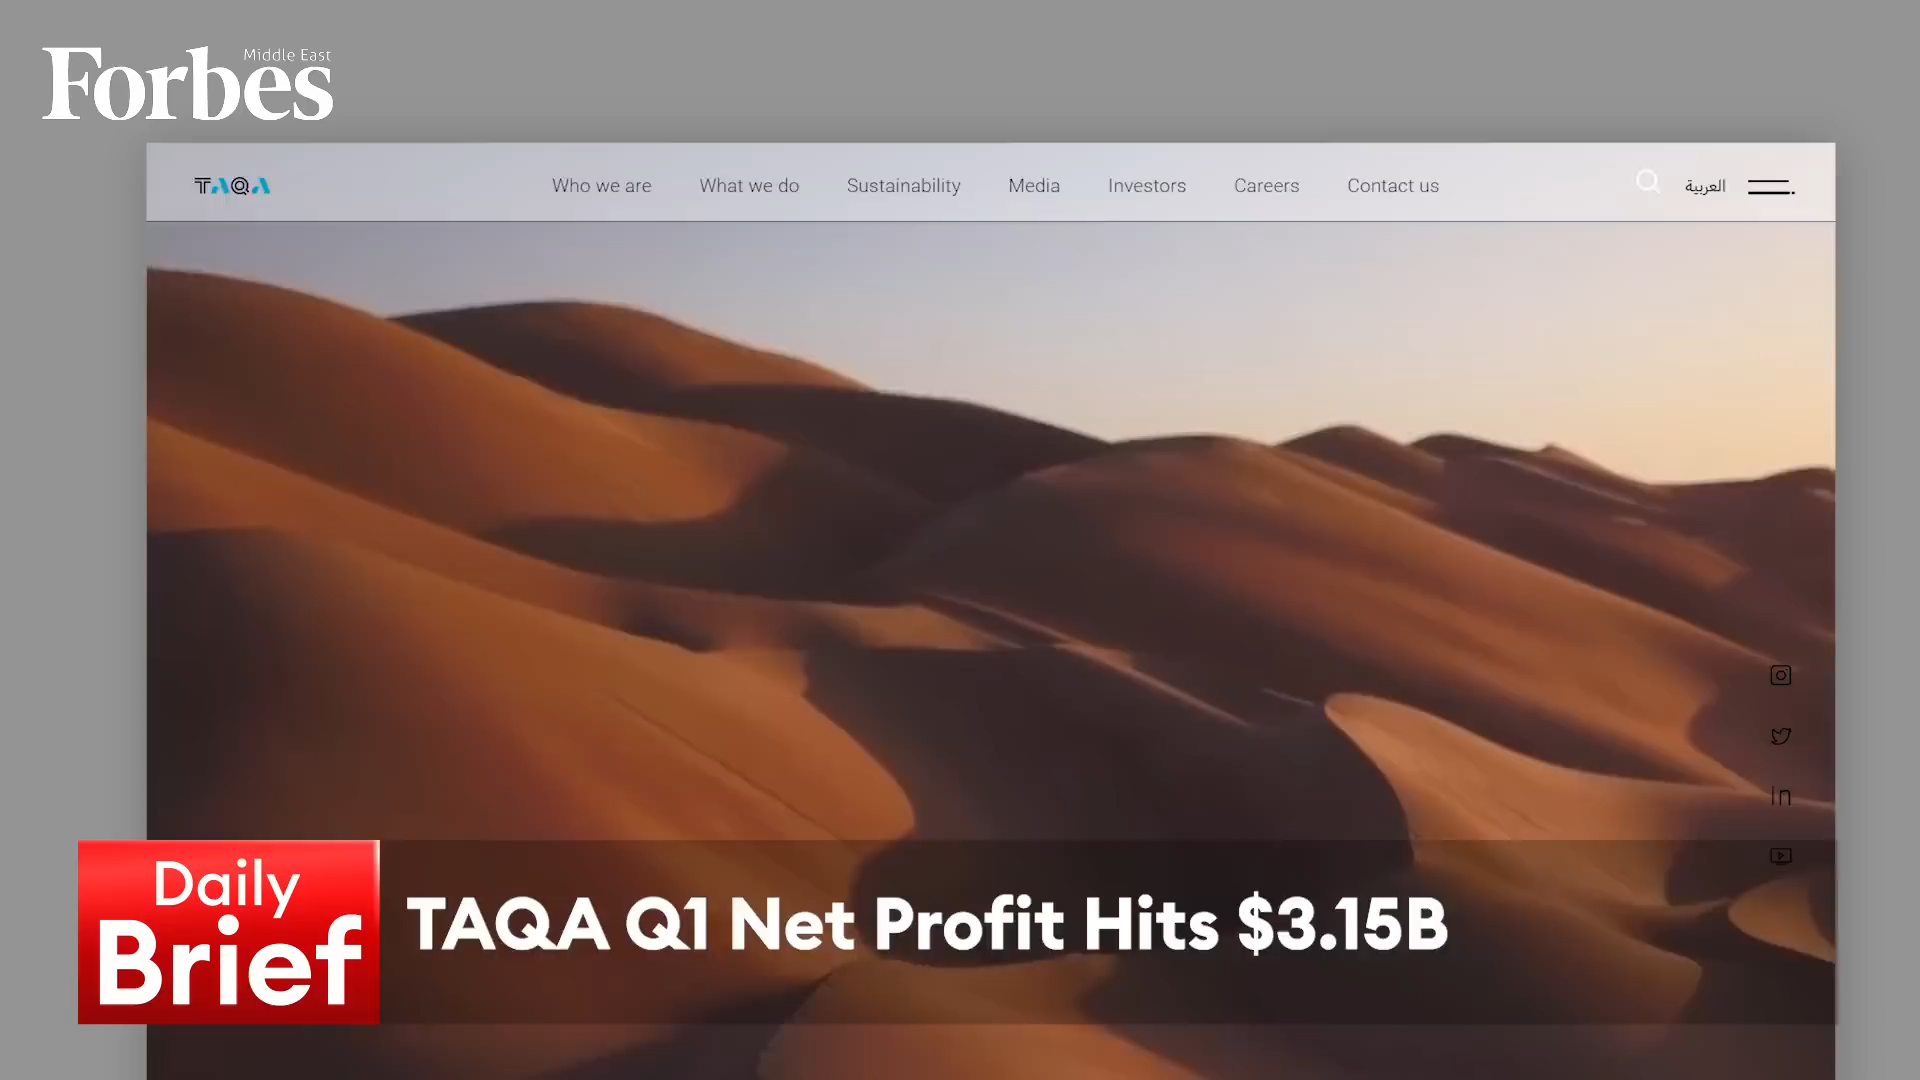 Forbes
Middle East
TAQA
Who we are
What we do
Sustainability
Media
Investors
Careers
Contact us
العربية
in
Daily
Brief
TAQA Q1 Net Profit Hits $3.15B